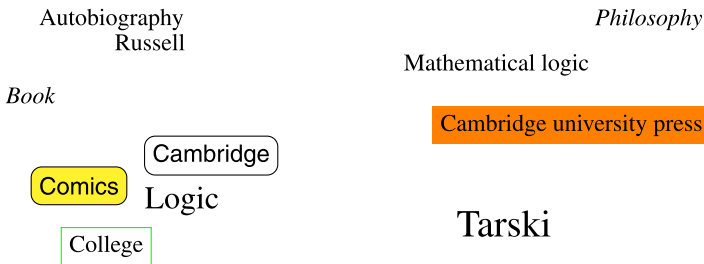 Autobiography
Russell
Philosophy
Mathematical logic
Book
Cambridge university press
Cambridge
Comics
Logic
Tarski
College